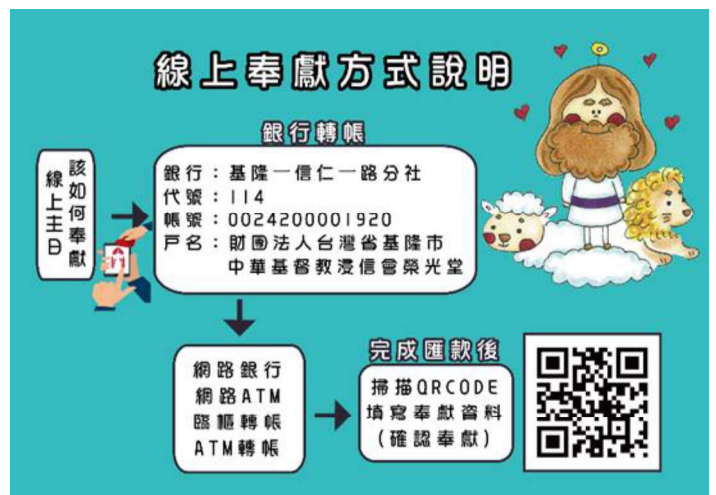 線上奉獻方式說明
銀行轉帳
線上主日
該如何奉獻
銀行：基隆一信仁一路分社
代號：114
帳號：0024200001920
戶名：財團法人台灣省基隆市
中華基督教浸信會榮光堂
網路銀行
網路ATM
臨櫃轉帳
ATM轉帳
完成匯款後
掃描QRCODE
填寫奉獻資料
(確認奉獻)